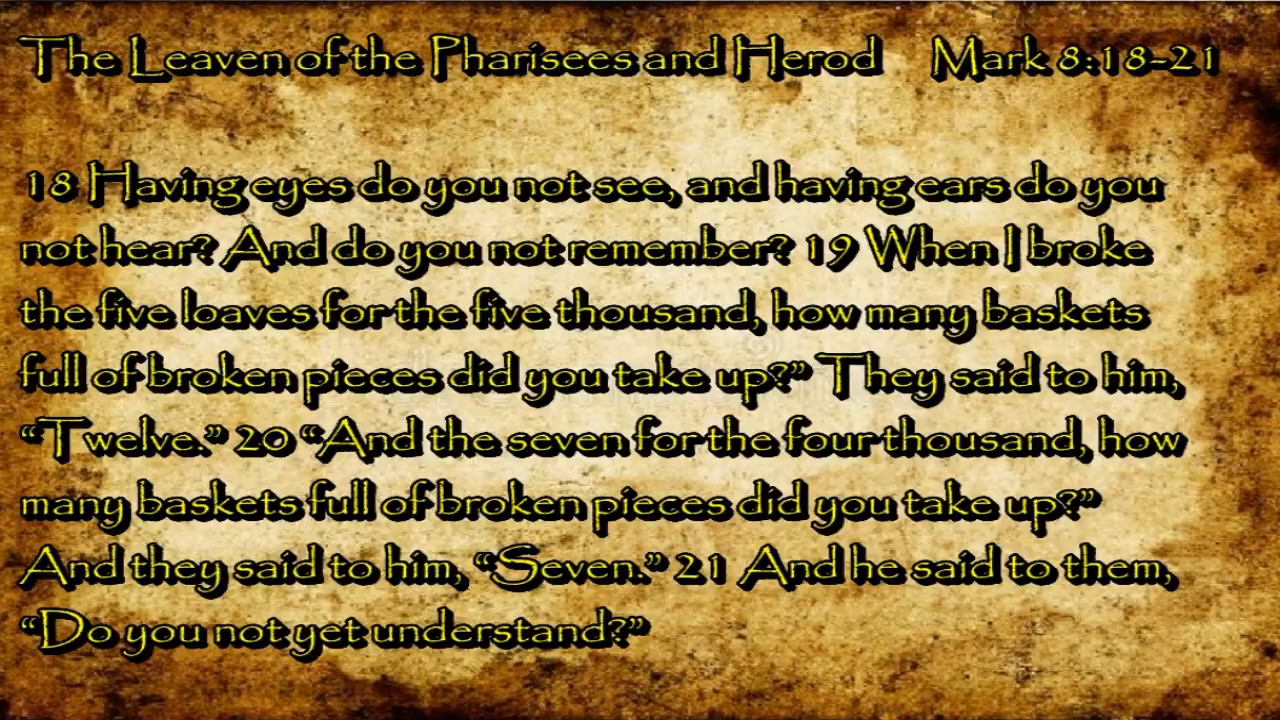 The Leaven of the Pharisees and Herod Mark 8:18-21
18 Having eyes do you not see, and having ears do you
not hear? And do you not remember? 19 When I broke
the five loaves for the five thousand, how many baskets
full of broken pieces did you take up?” They said to him,
“Twelve.” 20 “And the seven for the four thousand, how
many baskets full of broken pieces did you take up?”
And they said to him, “Seven.” 21 And he said to them,
“Do you not yet understand?”